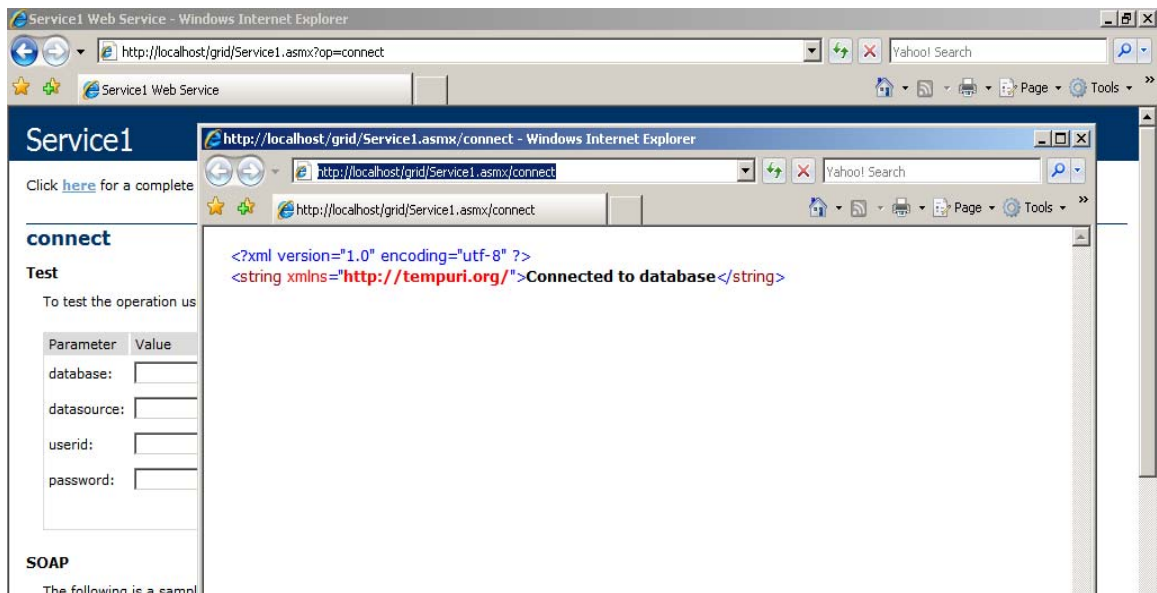 Service1 Web Service - Windows Internet Explorer
http://localhost/grid/Service1.asmx?op=connect
Yahoo! Search
Service1 Web Service
Page
Tools
Service1
Click here for a complete
connect
Test
To test the operation us
Parameter Value
database:
datasource:
userid:
password:
SOAP
The following is a sampl
http://localhost/grid/Service1.asmx/connect - Windows Internet Explorer
http://localhost/grid/Service1.asmx/connect
Yahoo! Search
http://localhost/grid/Service1.asmx/connect
Page
Tools
<?xml version="1.0" encoding="utf-8" ?>
<string xmlns="http://tempuri.org/">Connected to database</string>